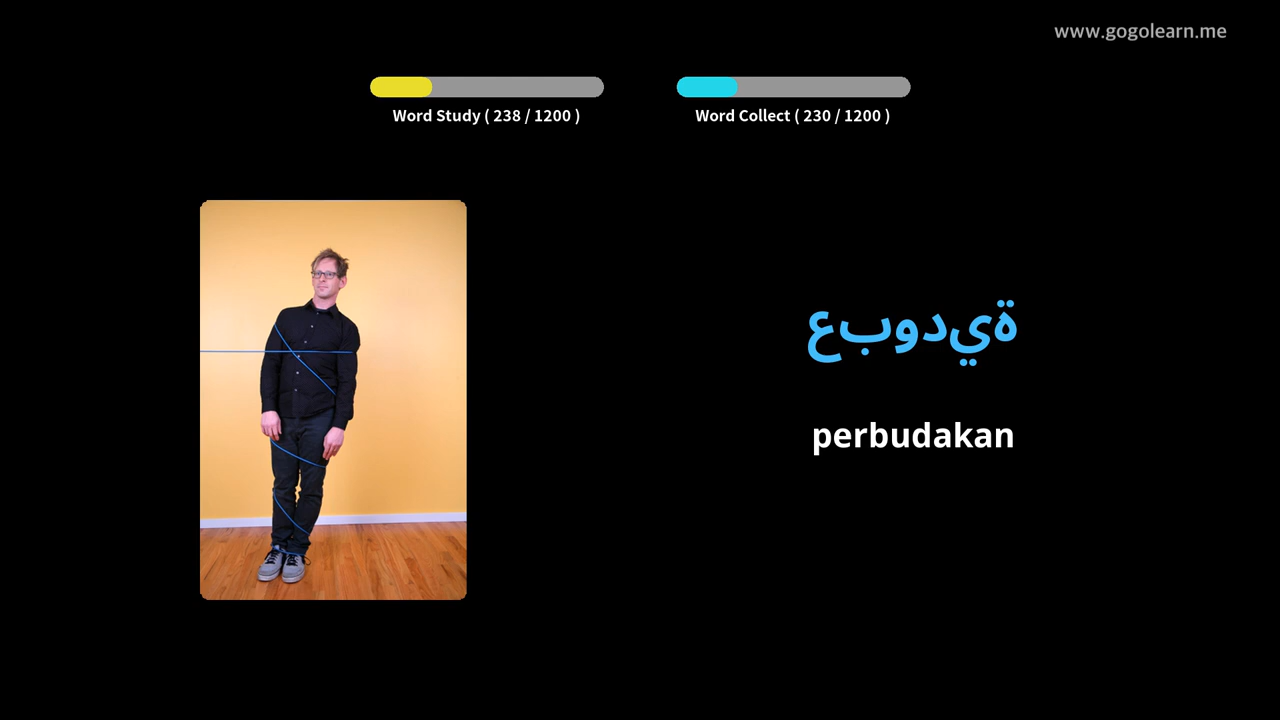 www.gogolearn.me
Word Study ( 238 / 1200 )
Word Collect ( 230 / 1200 )
عبودية
perbudakan